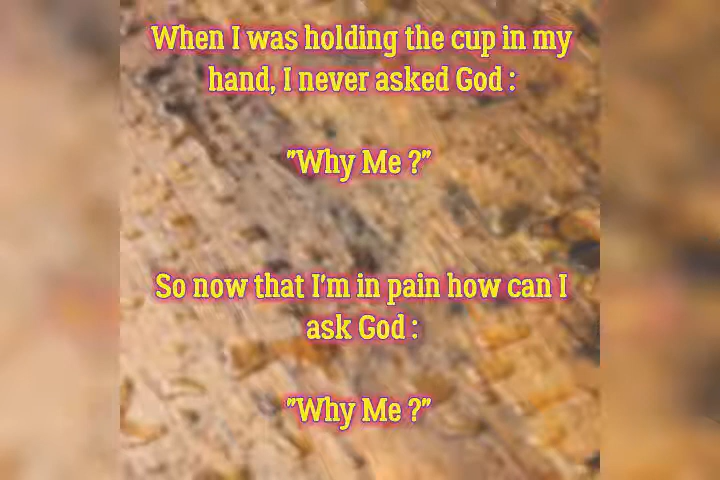 When I was holding the cup in my
hand, I never asked God :
"Why Me ?"
So now that I'm in pain how can I
ask God :
"Why Me ?"